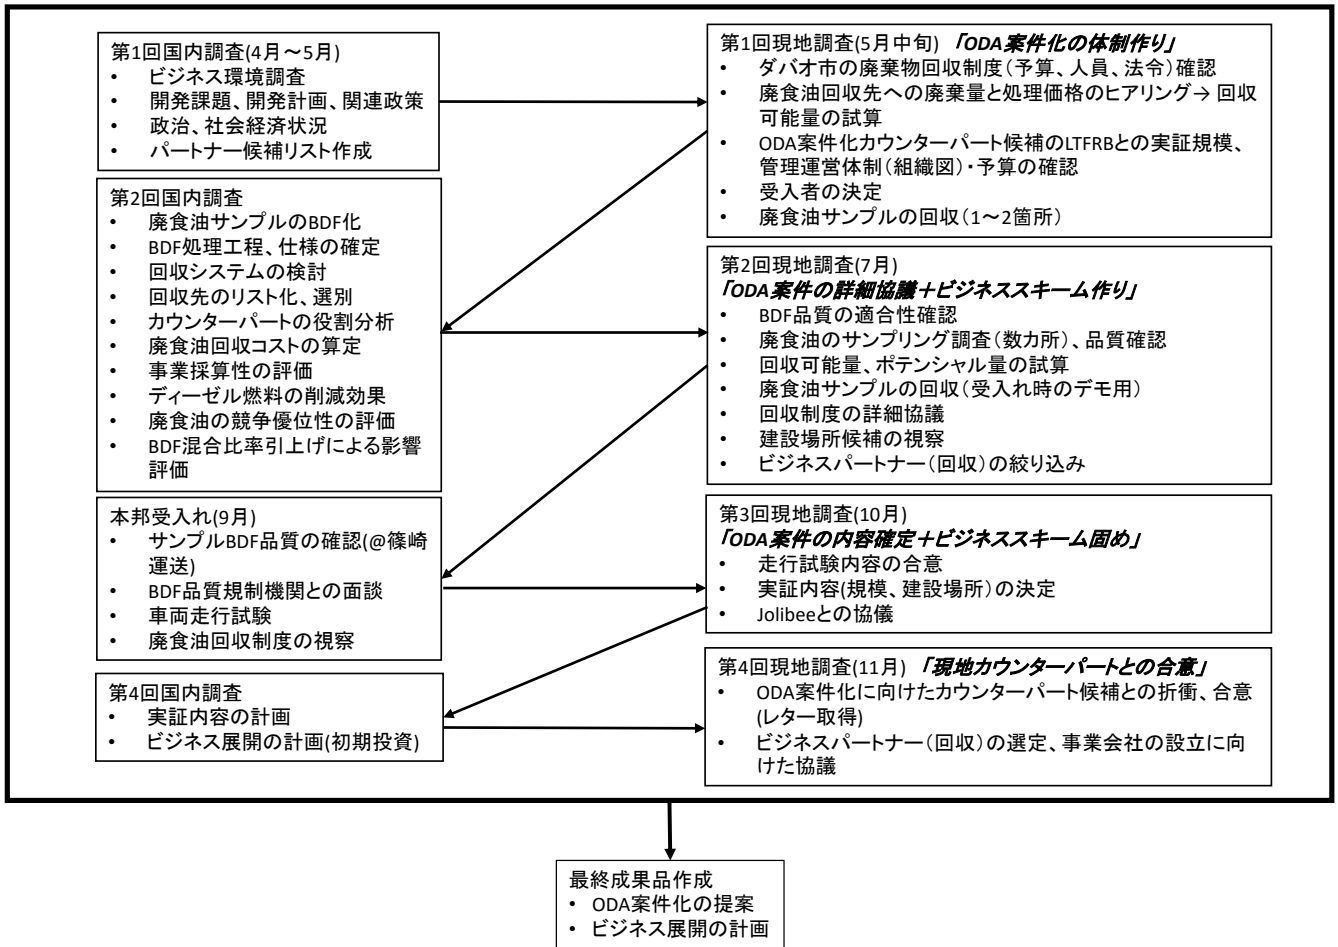 第1回国内調査(4月～5月)
• ビジネス環境調査
• 開発課題、開発計画、関連政策
• 政治、社会経済状況
• パートナー候補リスト作成
第1回現地調査(5月中旬) 「ODA案件化の体制作り」
• ダバオ市の廃棄物回収制度（予算、人員、法令）確認
• 廃食油回収先への廃棄量と処理価格のヒアリング→ 回収
可能量の試算
• ODA案件化カウンターパート候補のLTFRBとの実証規模、
管理運営体制（組織図）・予算の確認
• 受入者の決定
• 廃食油サンプルの回収（1～2箇所）
第2回国内調査
• 廃食油サンプルのBDF化
• BDF処理工程、仕様の確定
• 回収システムの検討
• 回収先のリスト化、選別
• カウンターパートの役割分析
• 廃食油回収コストの算定
• 事業採算性の評価
• ディーゼル燃料の削減効果
• 廃食油の競争優位性の評価
• BDF混合比率引上げによる影響
評価
第2回現地調査(7月)
「ODA案件の詳細協議＋ビジネススキーム作り」
• BDF品質の適合性確認
• 廃食油のサンプリング調査（数カ所）、品質確認
• 回収可能量、ポテンシャル量の試算
• 廃食油サンプルの回収（受入れ時のデモ用）
• 回収制度の詳細協議
• 建設場所候補の視察
• ビジネスパートナー（回収）の絞り込み
本邦受入れ(9月)
• サンプルBDF品質の確認(@篠崎
運送)
• BDF品質規制機関との面談
• 車両走行試験
• 廃食油回収制度の視察
第3回現地調査(10月)
「ODA案件の内容確定＋ビジネススキーム固め」
• 走行試験内容の合意
• 実証内容(規模、建設場所）の決定
• Jolibeeとの協儀
第4回国内調査
• 実証内容の計画
• ビジネス展開の計画(初期投資)
第4回現地調査(11月) 「現地カウンターパートとの合意」
• ODA案件化に向けたカウンターパート候補との折衝、合意
(レター取得)
• ビジネスパートナー（回収）の選定、事業会社の設立に向
けた協議
最終成果品作成
• ODA案件化の提案
• ビジネス展開の計画